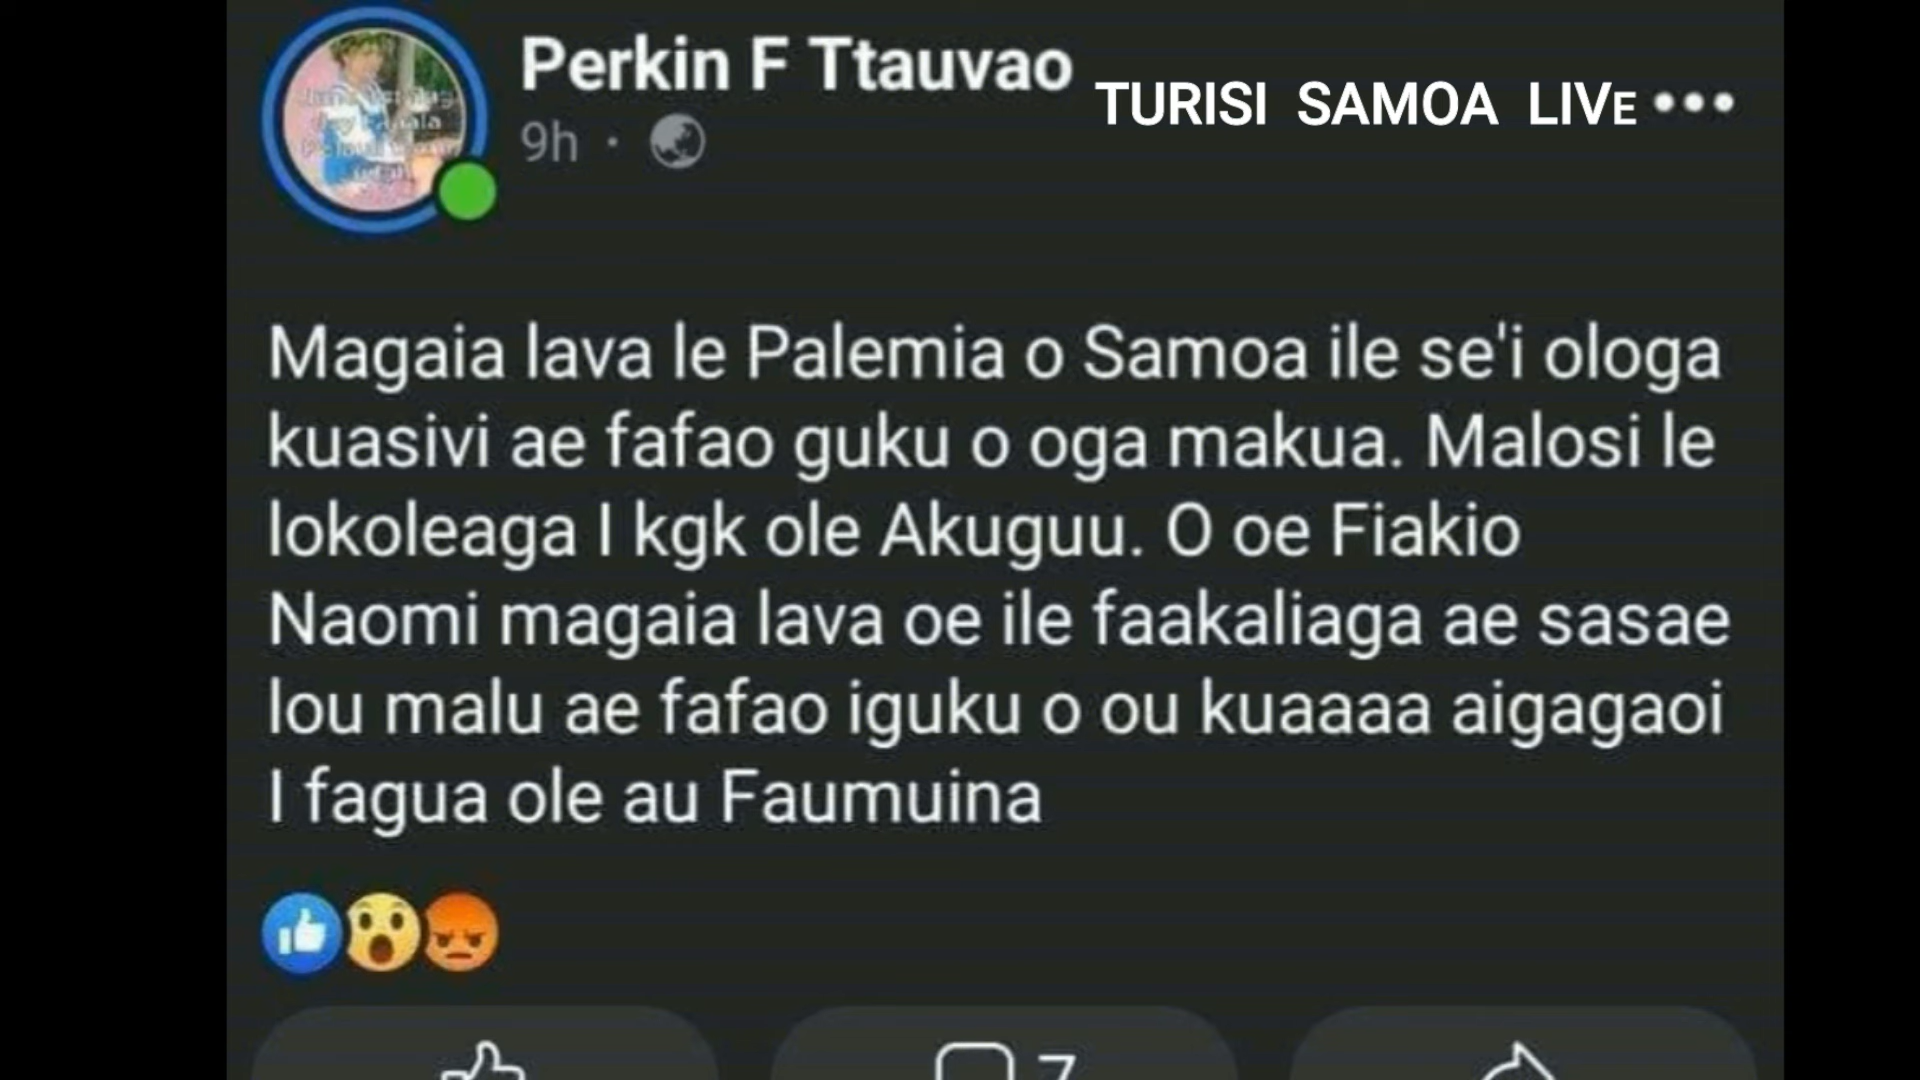 Perkin F Ttauvao
TURISI SAMOA LIVE
9h
Magaia lava le Palemia o Samoa ile se'i ologa
kuasivi ae fafao guku o oga makua. Malosi le
lokoleaga I kgk ole Akuguu. O oe Fiakio
Naomi magaia lava oe ile faakaliaga ae sasae
lou malu ae fafao iguku o ou kuaaaa aigagaoi
I fagua ole au Faumuina
7